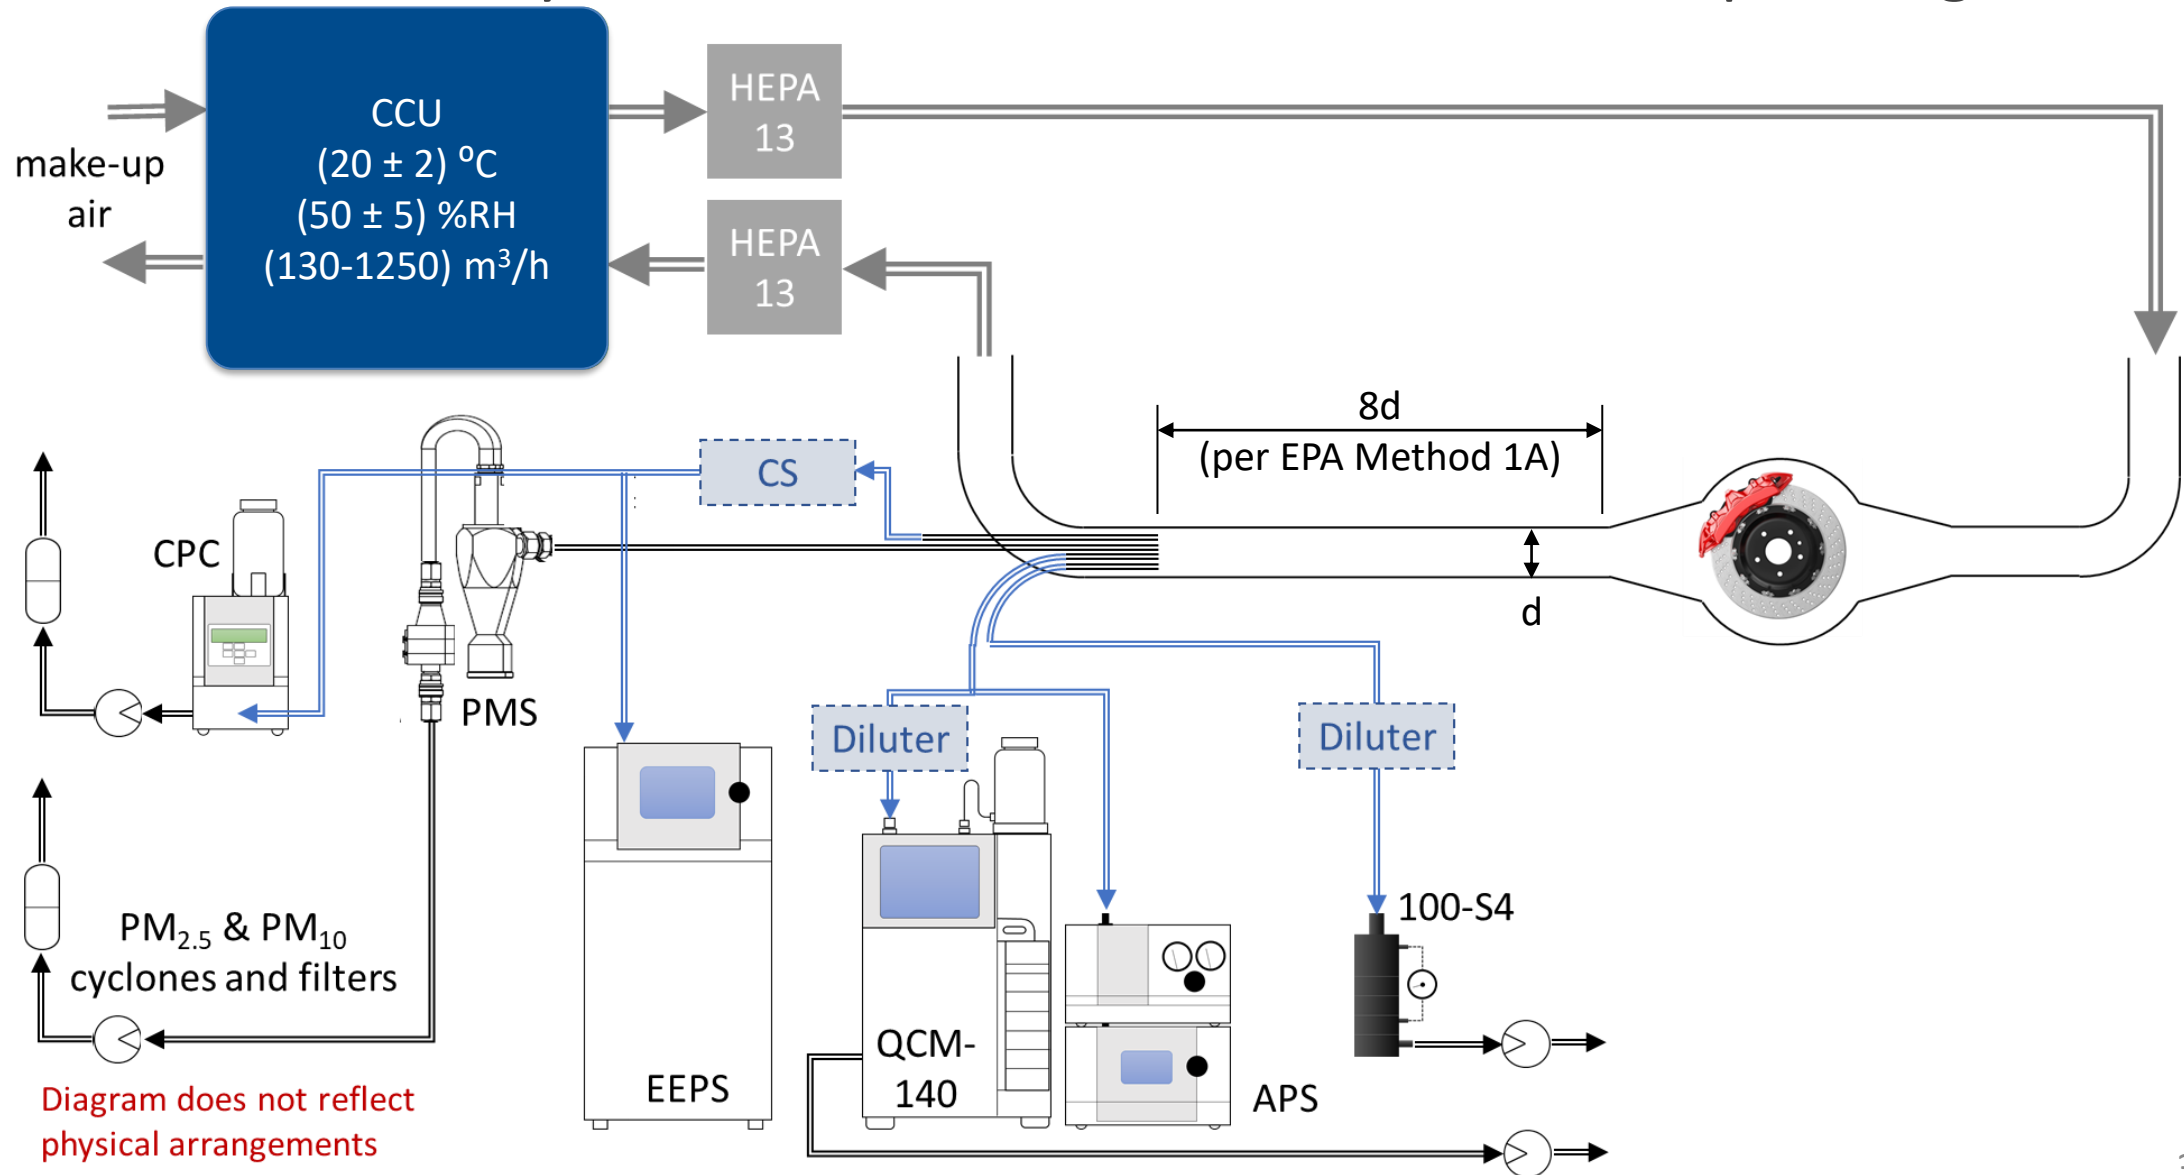 CCU
(20 ± 2) ⁰C
(50 ± 5) %RH
(130-1250) m³/h
make-up
air
HEPA
13
HEPA
13
8d
(per EPA Method 1A)
d
CS
CPC
PMS
Diluter
Diluter
100-S4
PM₂.₅ & PM₁₀
cyclones and filters
QCM-
140
EEPS
APS
Diagram does not reflect
physical arrangements